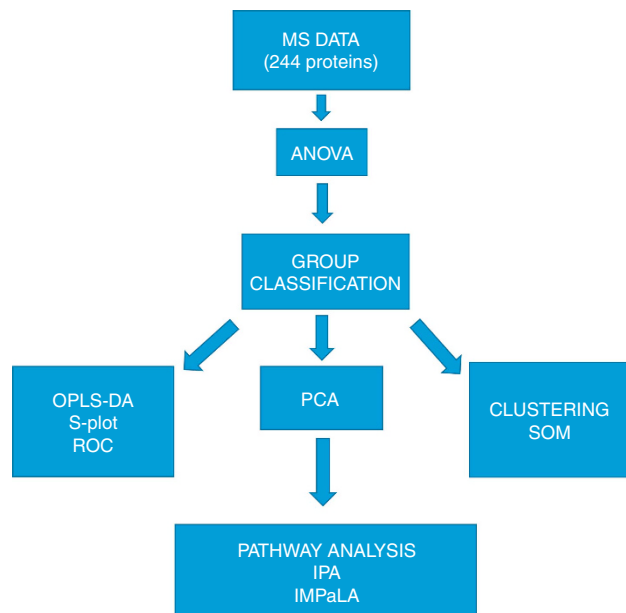 MS DATA
(244 proteins)
ANOVA
GROUP
CLASSIFICATION
OPLS-DA
S-plot
ROC
PCA
CLUSTERING
SOM
PATHWAY ANALYSIS
IPA
IMPaLA